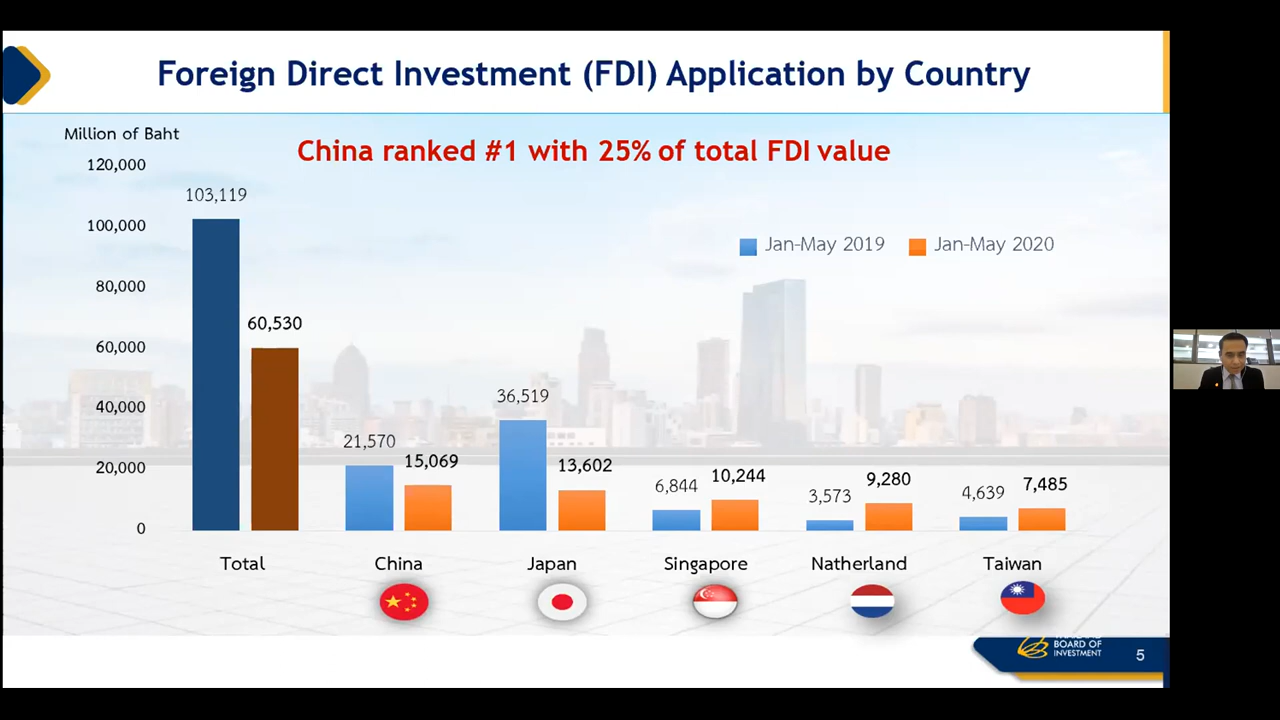 Foreign Direct Investment (FDI) Application by Country
Million of Baht
China ranked #1 with 25% of total FDI value
120,000
100,000
80,000
60,000
40,000
20,000
0
Jan-May 2019
Jan-May 2020
103,119
60,530
21,570
15,069
36,519
13,602
6,844
10,244
3,573
9,280
4,639
7,485
Total
China
Japan
Singapore
Natherland
Taiwan
BOARD OF
INVESTMENT
5